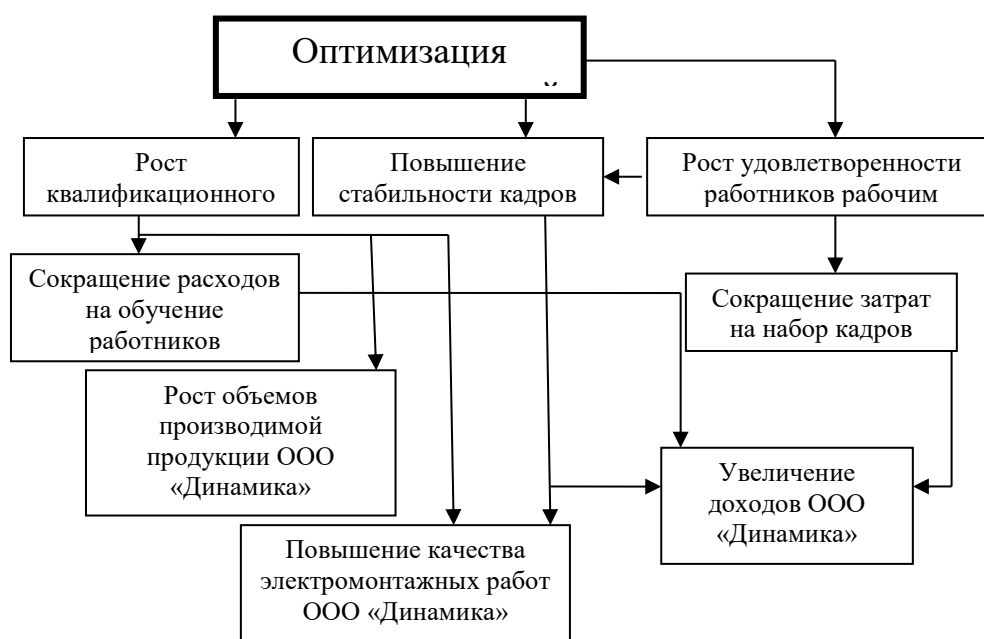 Оптимизация
Рост
квалификационного
Повышение
стабильности кадров
Рост удовлетворенности
работников рабочим
Сокращение расходов
на обучение
работников
Сокращение затрат
на набор кадров
Рост объемов
производимой
продукции ООО
«Динамика»
Увеличение
доходов ООО
«Динамика»
Повышение качества
электромонтажных работ
ООО «Динамика»